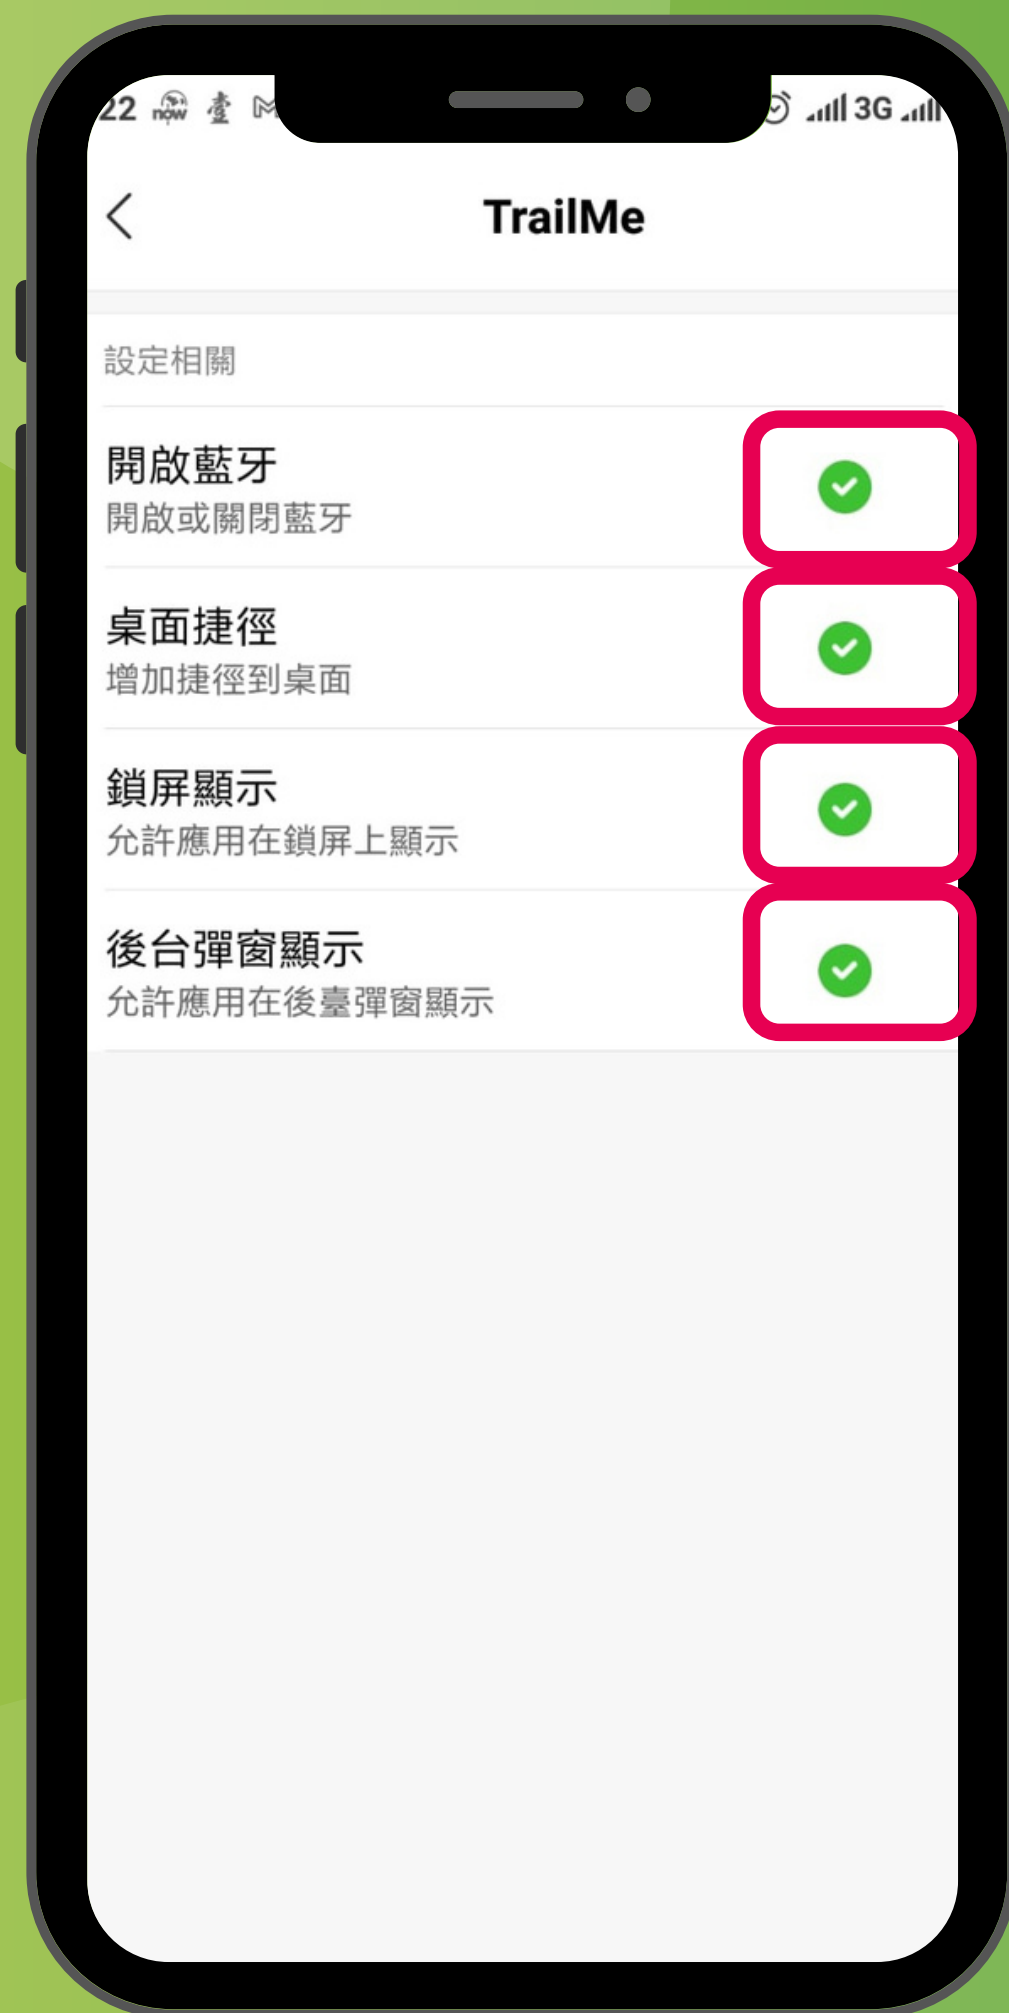 22 now 壹
3G
TrailMe
設定相關
開啟藍牙
開啟或關閉藍牙
桌面捷徑
增加捷徑到桌面
鎖屏顯示
允許應用在鎖屏上顯示
後台彈窗顯示
允許應用在後臺彈窗顯示